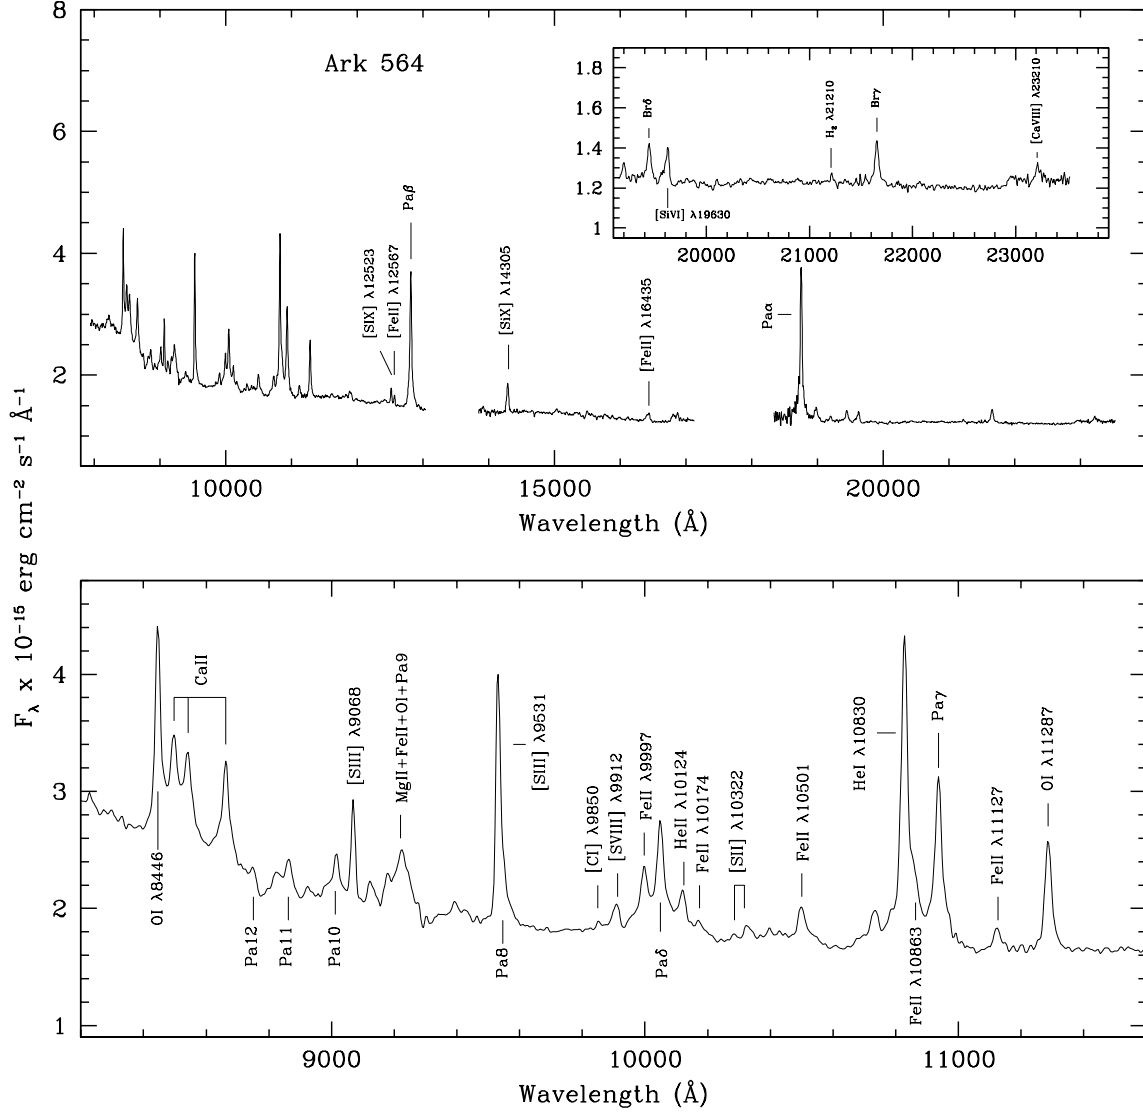 Ark 564
8
6
4
2
[SIX] λ12523
[FeII] λ12567
Paβ
[SiX] λ14305
[FeII] λ16435
Paα
1.8
1.6
1.4
1.2
1
Brδ
[SiVI] λ19630
H₂ λ21210
Brγ
[CaVIII] λ23210
20000 21000 22000 23000
10000 15000 20000
Wavelength (Å)
F_λ x 10⁻¹⁵ erg cm⁻² s⁻¹ Å⁻¹
4
3
2
1
OI λ8446
CaII
Pa12
Pa11
Pa10
[SIII] λ9068
MgII+FeII+OI+Pa9
Pa8
[SIII] λ9531
[CI] λ9850
[SVIII] λ9912
FeII λ9997
Paδ
HeII λ10124
FeII λ10174
[SII] λ10322
FeII λ10501
HeI λ10830
FeII λ10863
Paγ
FeII λ11127
OI λ11287
9000 10000 11000
Wavelength (Å)